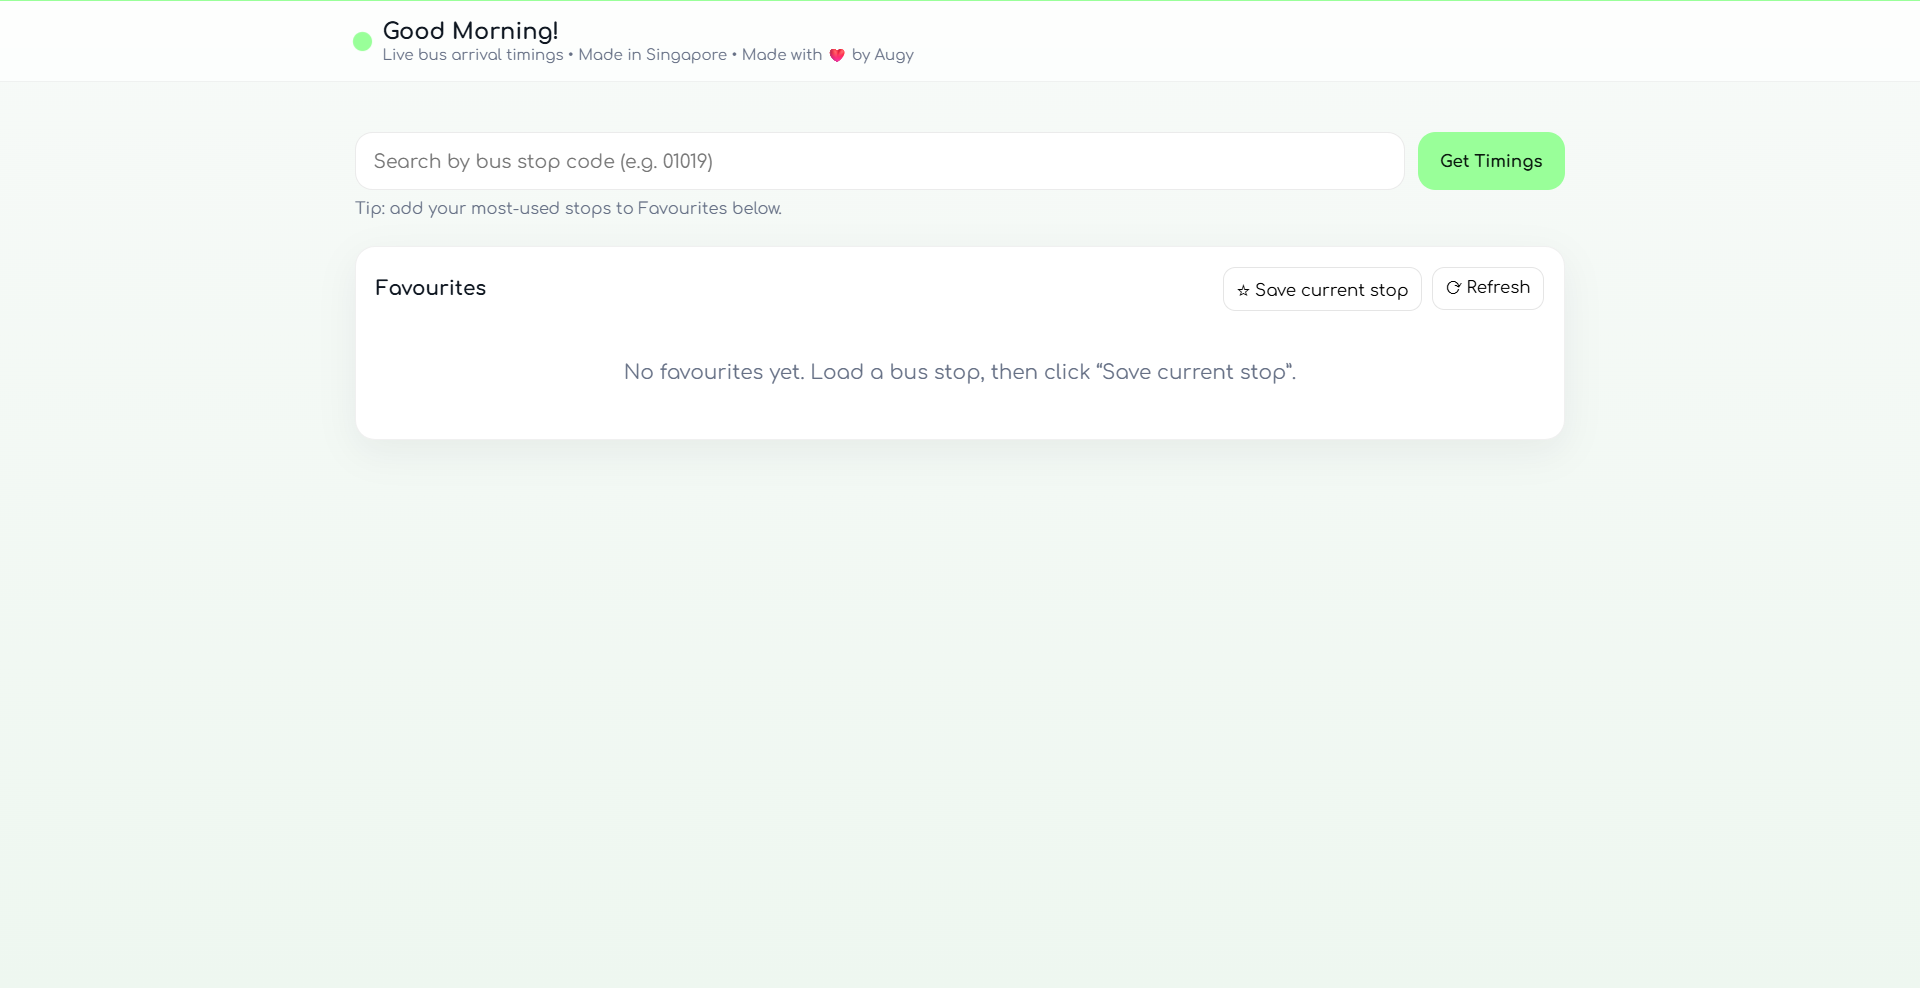 Good Morning!
Live bus arrival timings • Made in Singapore • Made with ❤️ by Augy
Search by bus stop code (e.g. 01019)
Get Timings
Tip: add your most-used stops to Favourites below.
Favourites
☆ Save current stop
⟳ Refresh
No favourites yet. Load a bus stop, then click “Save current stop”.